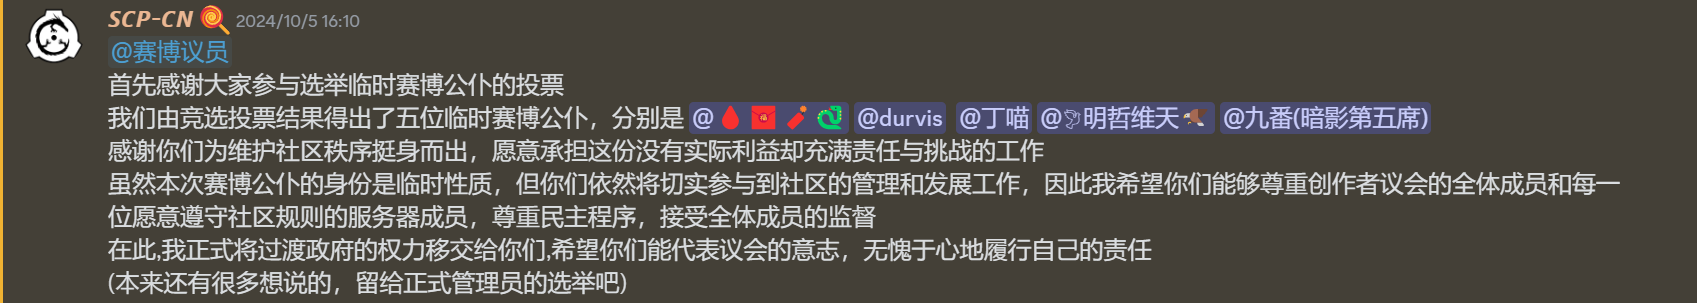 SCP-CN 2024/10/5 16:10
@赛博议员
首先感谢大家参与选举临时赛博公仆的投票
我们由竞选投票结果得出了五位临时赛博公仆，分别是 @🩸🧧🧨🐉 @durvis @丁喵 @🕊明哲维天🍂 @九番(暗影第五席)
感谢你们为维护社区秩序挺身而出，愿意承担这份没有实际利益却充满责任与挑战的工作
虽然本次赛博公仆的身份是临时性质，但你们依然将切实参与到社区的管理和发展工作，因此我希望你们能够尊重创作者议会的全体成员和每一
位愿意遵守社区规则的服务器成员，尊重民主程序，接受全体成员的监督
在此,我正式将过渡政府的权力移交给你们,希望你们能代表议会的意志，无愧于心地履行自己的责任
(本来还有很多想说的，留给正式管理员的选举吧)